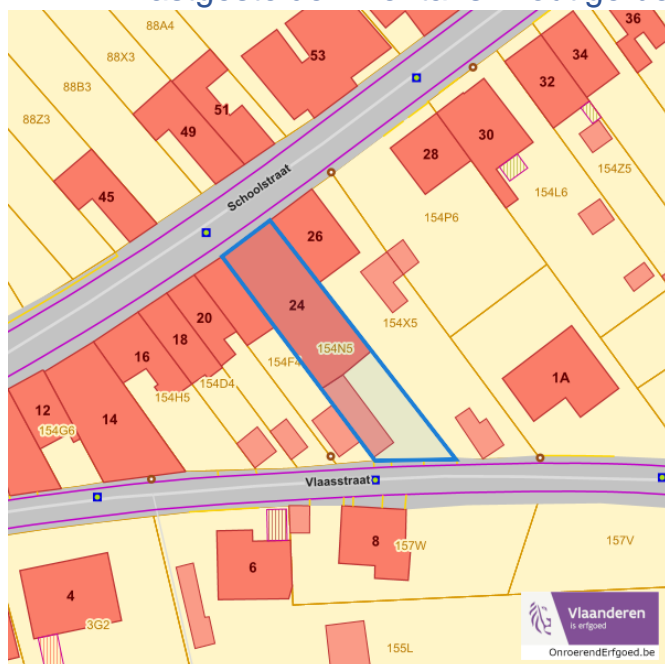 88A4
53
36
88X3
34
88B3
51
32
49
88Z3
30
28
154Z5
45
Schoolstraat
154L6
154P6
26
24
20
18
154X5
16
154N5
154F4
154D4
1A
154H5
12
14
154G6
Vlaasstraat
8
157W
157V
6
4
3G2
155L
Vlaanderen
is erfgoed
OnroerendErfgoed.be